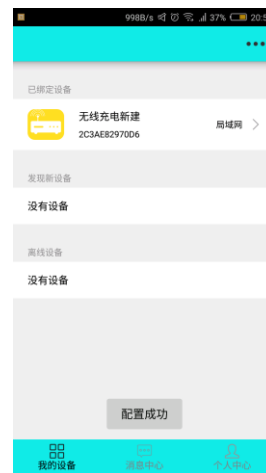 998B/s 37% 20:5
已绑定设备
无线充电新建
2C3AE82970D6
局域网
发现新设备
没有设备
离线设备
没有设备
配置成功
我的设备 消息中心 个人中心